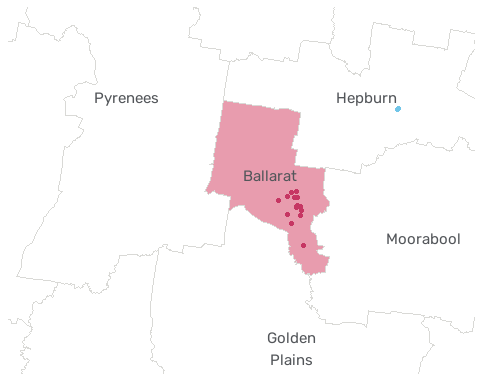 Pyrenees
Hepburn
Ballarat
Moorabool
Golden
Plains